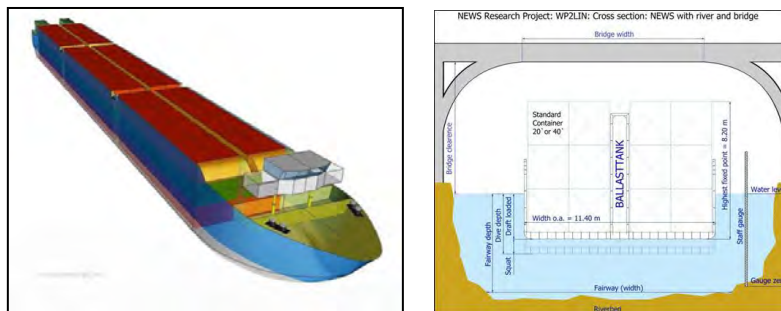 NEWS Research Project: WP2LIN: Cross section: NEWS with river and bridge
Bridge width
Bridge clearence
Standard
Container
20' or 40'
BALLASTTANK
Highest fixed point = 8.20 m
Water leve
Width o.a. = 11.40 m
Fairway depth
Dive depth
Draft loaded
Squat
Staff gauge
Fairway (width)
Gauge ze
Riverbed